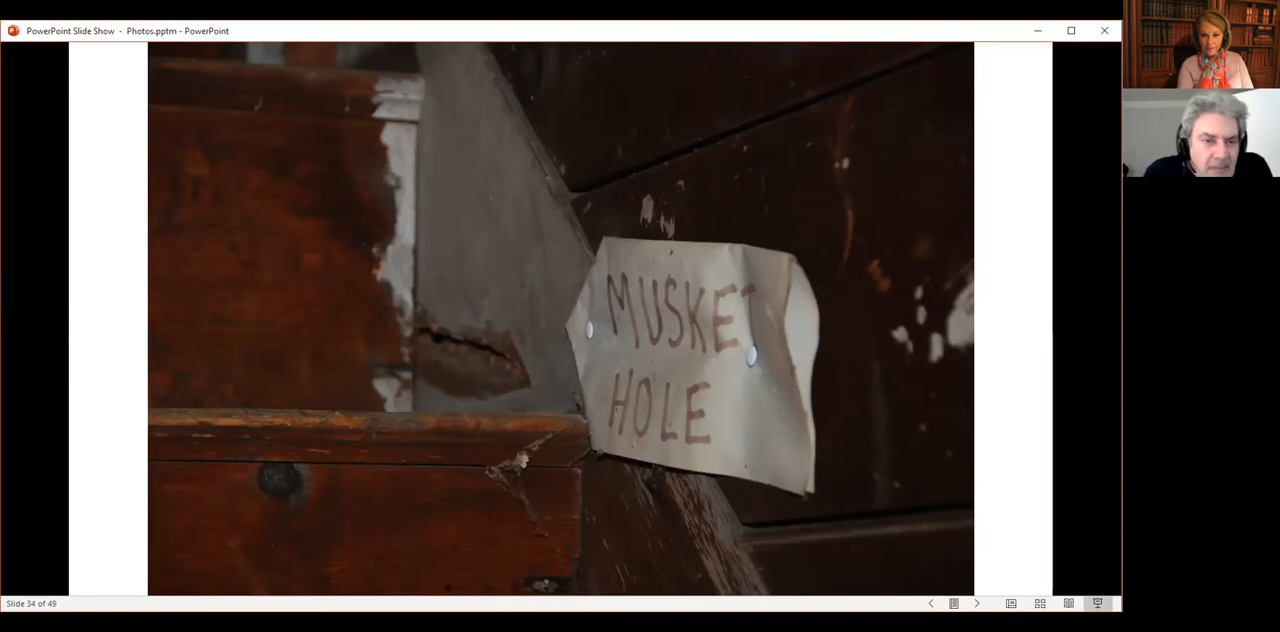 PowerPoint Slide Show - Photos.pptm - PowerPoint
MUSKET
HOLE
Slide 34 of 49